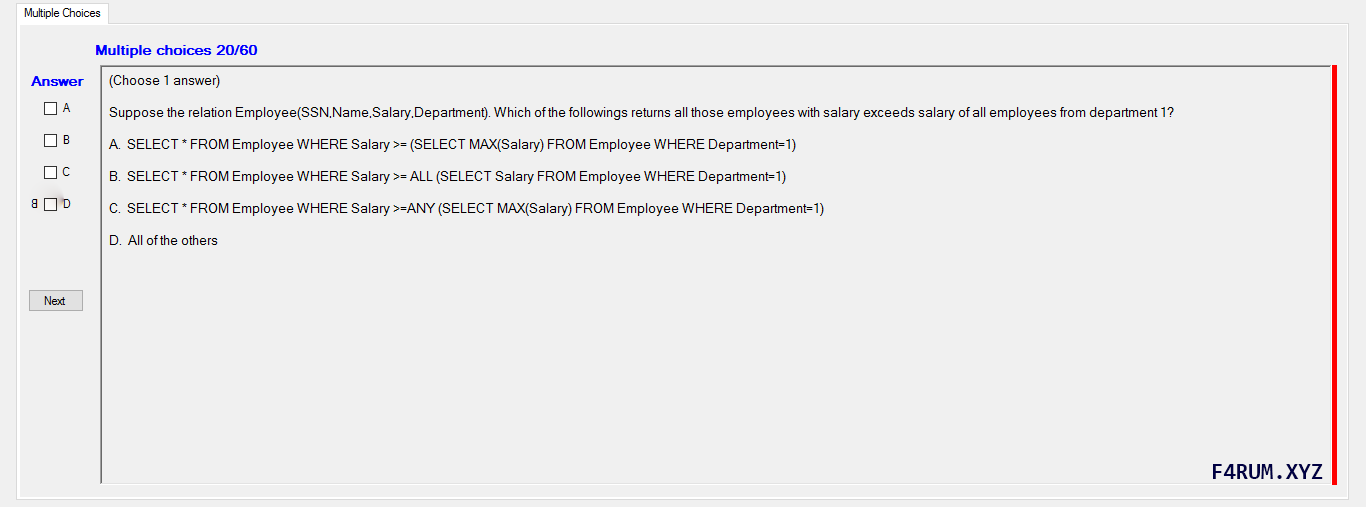 Multiple Choices
Multiple choices 20/60
Answer
A
B
C
B D
Next
(Choose 1 answer)
Suppose the relation Employee(SSN,Name,Salary,Department). Which of the followings returns all those employees with salary exceeds salary of all employees from department 1?
A. SELECT * FROM Employee WHERE Salary >= (SELECT MAX(Salary) FROM Employee WHERE Department=1)
B. SELECT * FROM Employee WHERE Salary >= ALL (SELECT Salary FROM Employee WHERE Department=1)
C. SELECT * FROM Employee WHERE Salary >=ANY (SELECT MAX(Salary) FROM Employee WHERE Department=1)
D. All of the others
F4RUM.XYZ